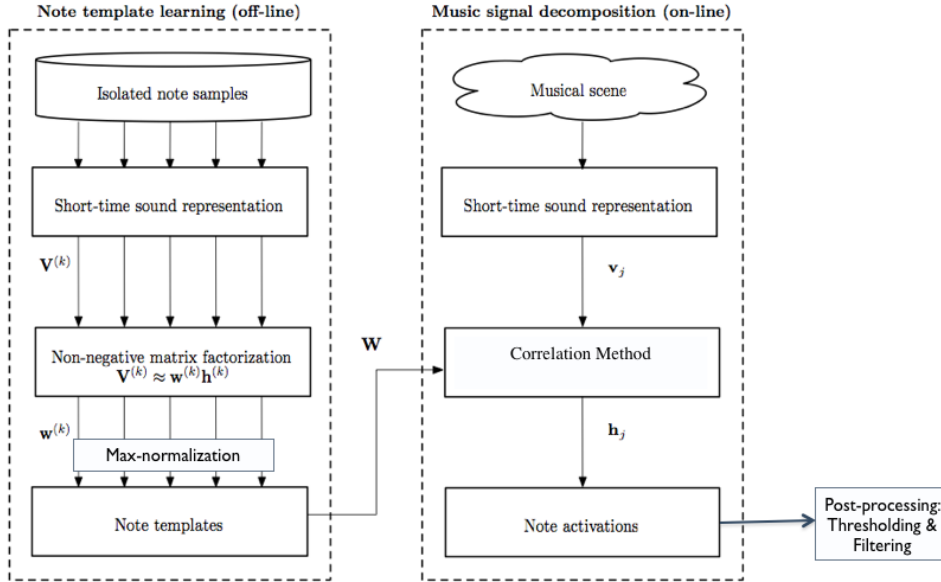 Note template learning (off-line)
Isolated note samples
Short-time sound representation
V^(k)
Non-negative matrix factorization
V^(k) ≈ w^(k)h^(k)
w^(k)
Max-normalization
Note templates
W
Music signal decomposition (on-line)
Musical scene
Short-time sound representation
v_j
Correlation Method
h_j
Note activations
Post-processing:
Thresholding &
Filtering